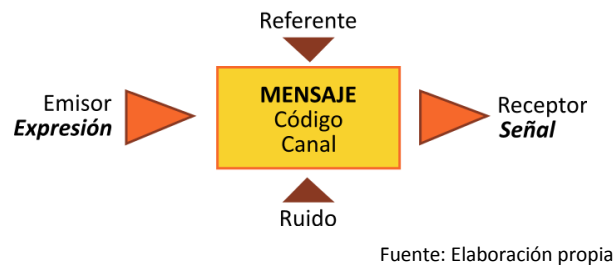 Referente
Emisor
Expresión
MENSAJE
Código
Canal
Receptor
Señal
Ruido
Fuente: Elaboración propia